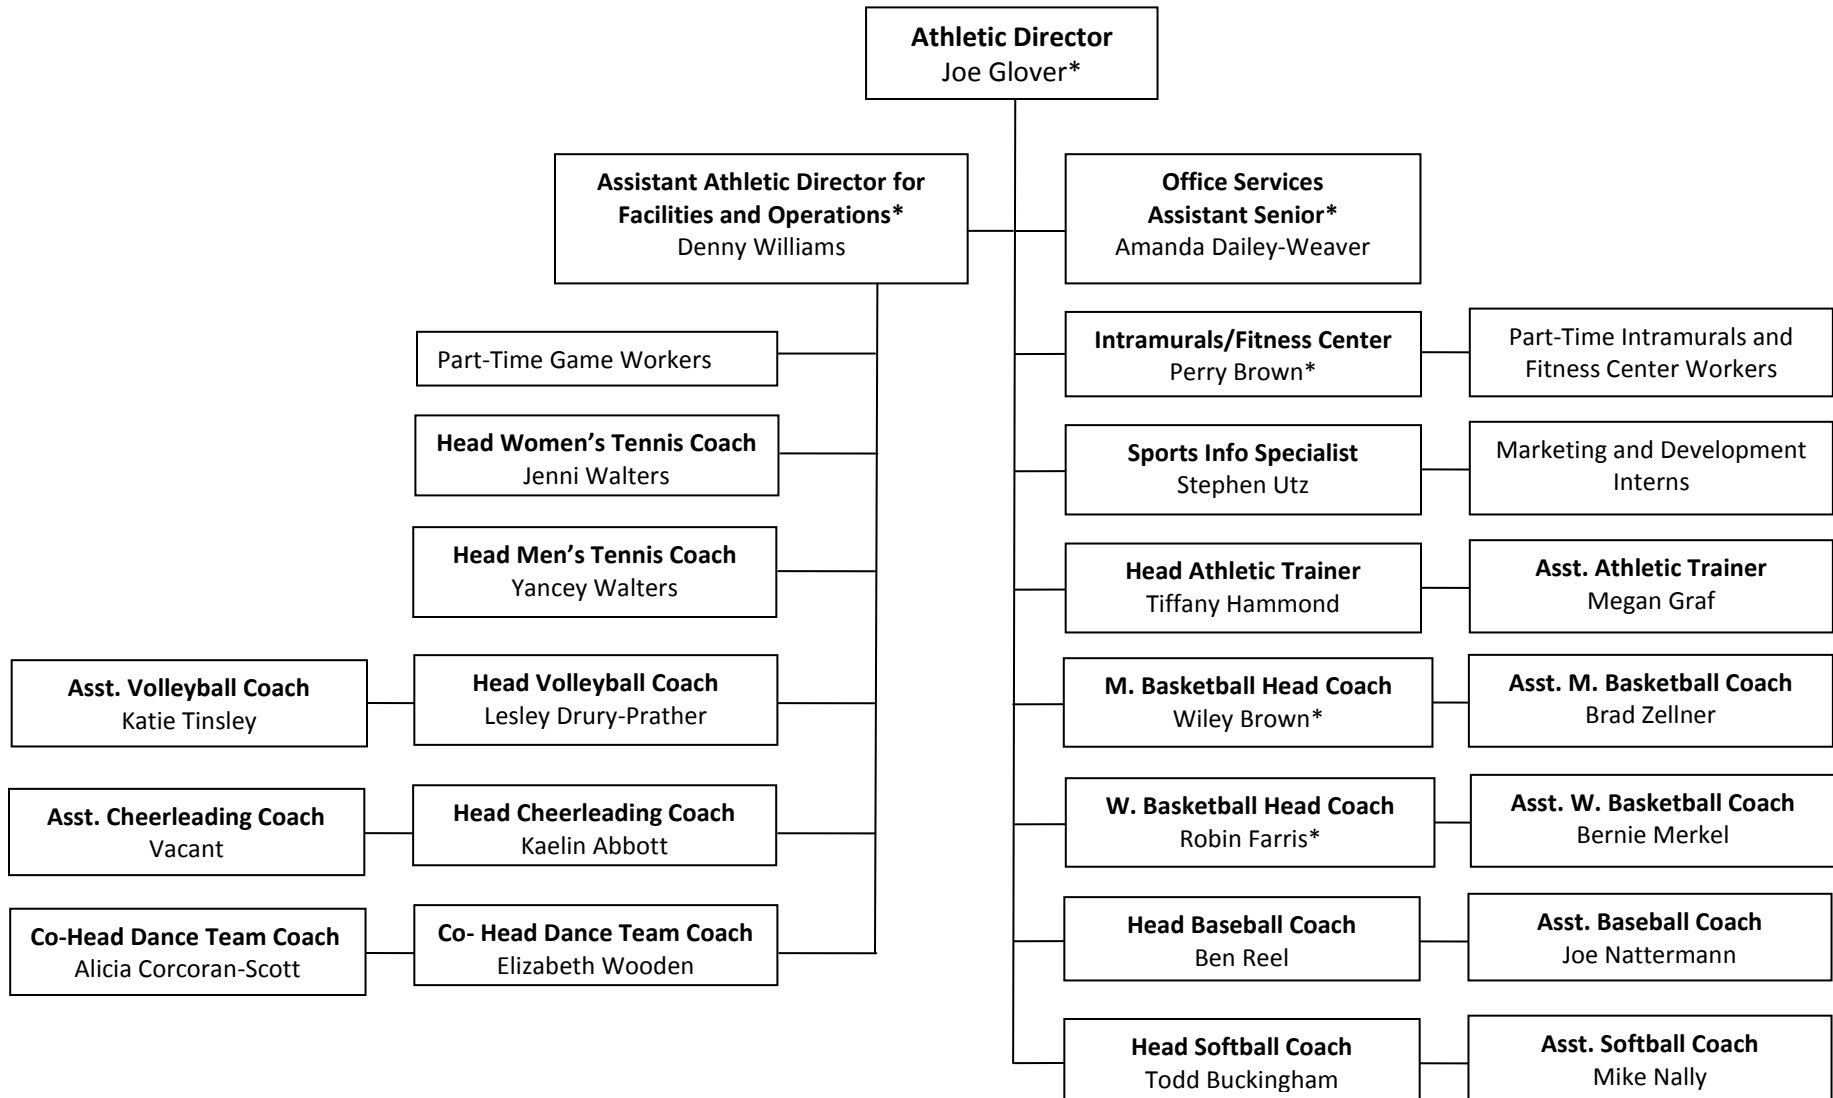 Athletic Director
Joe Glover*
Assistant Athletic Director for
Facilities and Operations*
Denny Williams
Office Services
Assistant Senior*
Amanda Dailey-Weaver
Part-Time Game Workers
Intramurals/Fitness Center
Perry Brown*
Part-Time Intramurals and
Fitness Center Workers
Head Women’s Tennis Coach
Jenni Walters
Sports Info Specialist
Stephen Utz
Marketing and Development
Interns
Head Men’s Tennis Coach
Yancey Walters
Head Athletic Trainer
Tiffany Hammond
Asst. Athletic Trainer
Megan Graf
Asst. Volleyball Coach
Katie Tinsley
Head Volleyball Coach
Lesley Drury-Prather
M. Basketball Head Coach
Wiley Brown*
Asst. M. Basketball Coach
Brad Zellner
Asst. Cheerleading Coach
Vacant
Head Cheerleading Coach
Kaelin Abbott
W. Basketball Head Coach
Robin Farris*
Asst. W. Basketball Coach
Bernie Merkel
Co-Head Dance Team Coach
Alicia Corcoran-Scott
Co- Head Dance Team Coach
Elizabeth Wooden
Head Baseball Coach
Ben Reel
Asst. Baseball Coach
Joe Nattermann
Head Softball Coach
Todd Buckingham
Asst. Softball Coach
Mike Nally